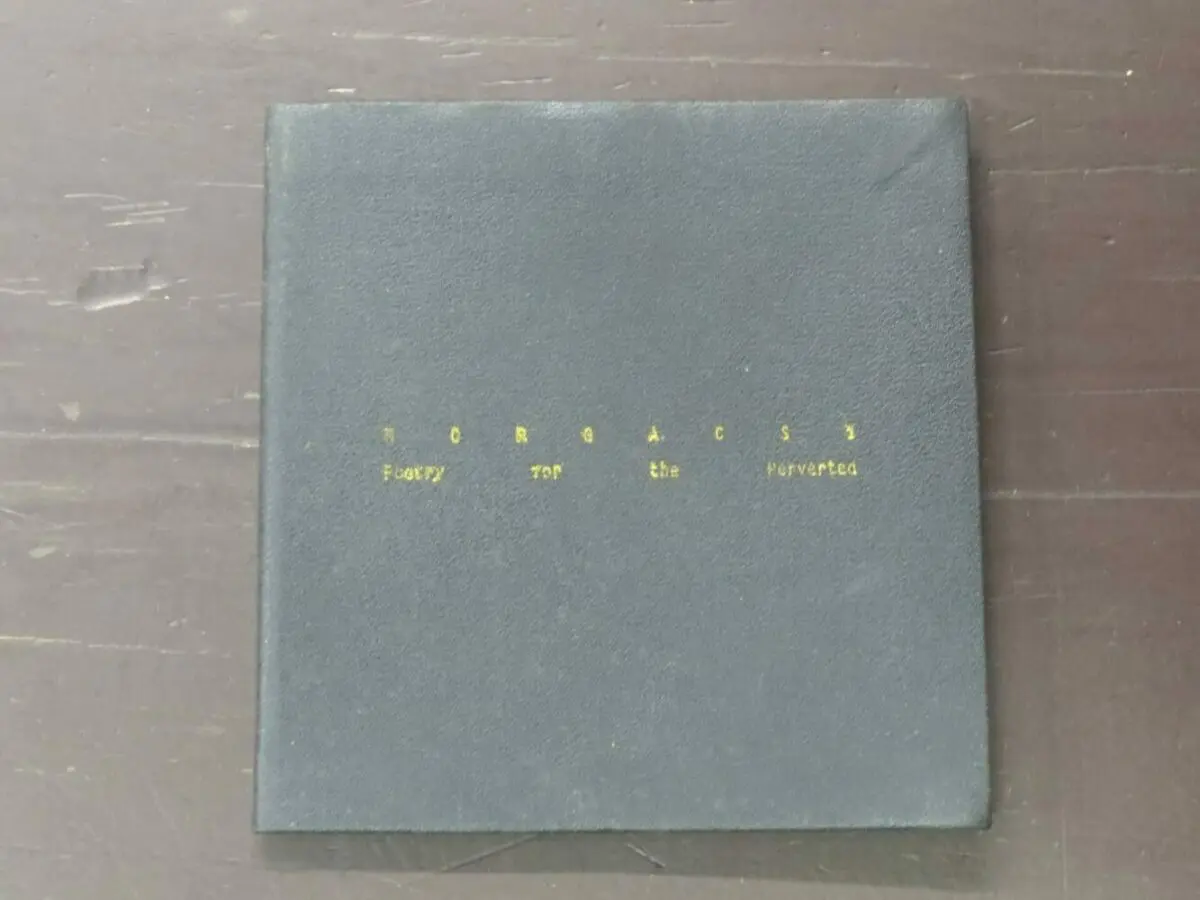 O R G A C S
Poetry for the Perverted